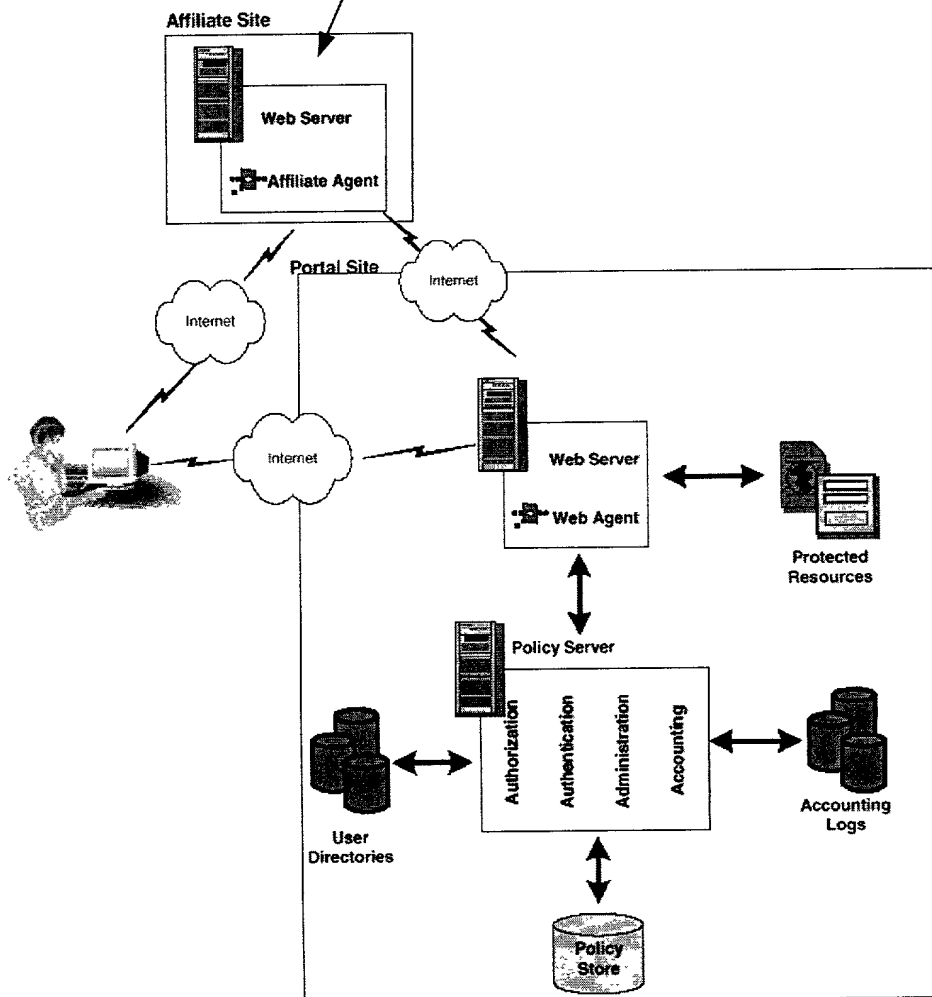 Affiliate Site
Web Server
Affiliate Agent
Portal Site
Internet
Internet
Internet
Web Server
Web Agent
Protected
Resources
Policy Server
Authorization
Authentication
Administration
Accounting
User
Directories
Accounting
Logs
Policy
Store